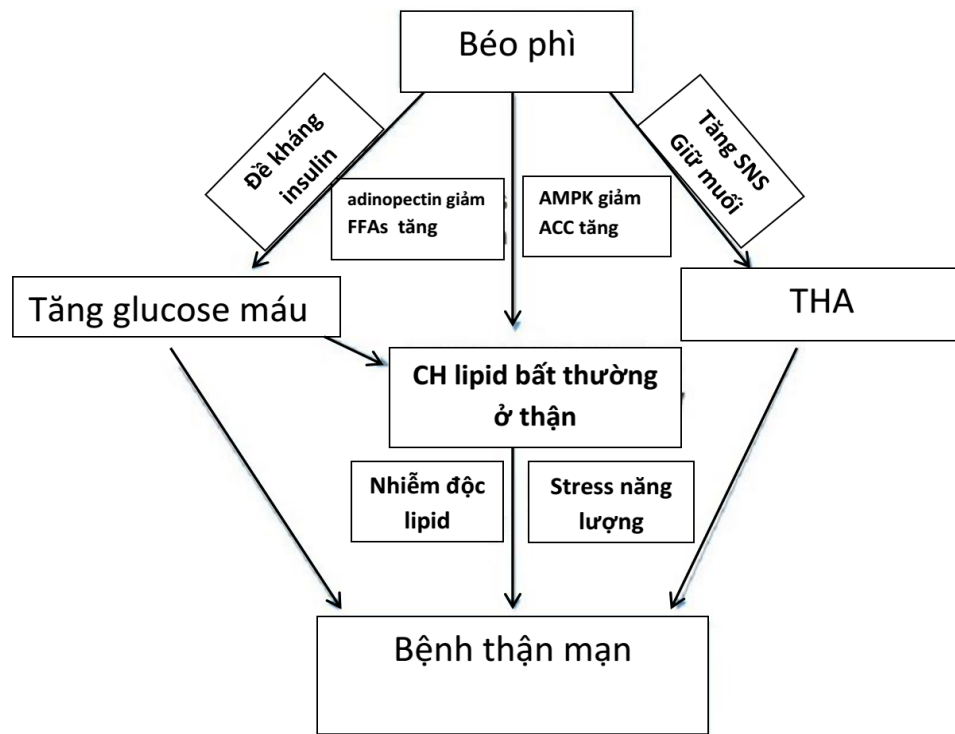 Béo phì
Đề kháng
insulin
adinopectin giảm
FFAs tăng
AMPK giảm
ACC tăng
Tăng SNS
Giữ muối
Tăng glucose máu
THA
CH lipid bất thường
ở thận
Nhiễm độc
lipid
Stress năng
lượng
Bệnh thận mạn